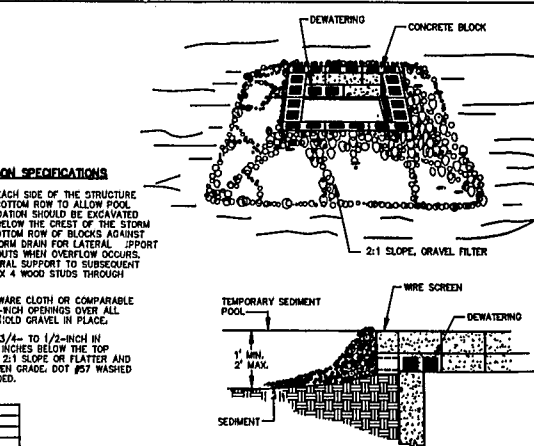 DEWATERING
CONCRETE BLOCK
ON SPECIFICATIONS
EACH SIDE OF THE STRUCTURE
OTTOM ROW TO ALLOW POOL
DATION SHOULD BE EXCAVATED
BELOW THE CREST OF THE STORM
OTTOM ROW OF BLOCKS AGAINST
ORM DRAIN FOR LATERAL PPORT
OUTS WHEN OVERFLOW OCCURS.
RAL SUPPORT TO SUBSEQUENT
X 4 WOOD STUDS THROUGH
2:1 SLOPE, GRAVEL FILTER
WARE CLOTH OR COMPARABLE
-INCH OPENINGS OVER ALL
HOLD GRAVEL IN PLACE.
3/4- TO 1/2-INCH IN
INCHES BELOW THE TOP
2:1 SLOPE OR FLATTER AND
EN GRADE. DOT #57 WASHED
ED.
WIRE SCREEN
TEMPORARY SEDIMENT
POOL
DEWATERING
1' MIN.
2' MAX.
SEDIMENT